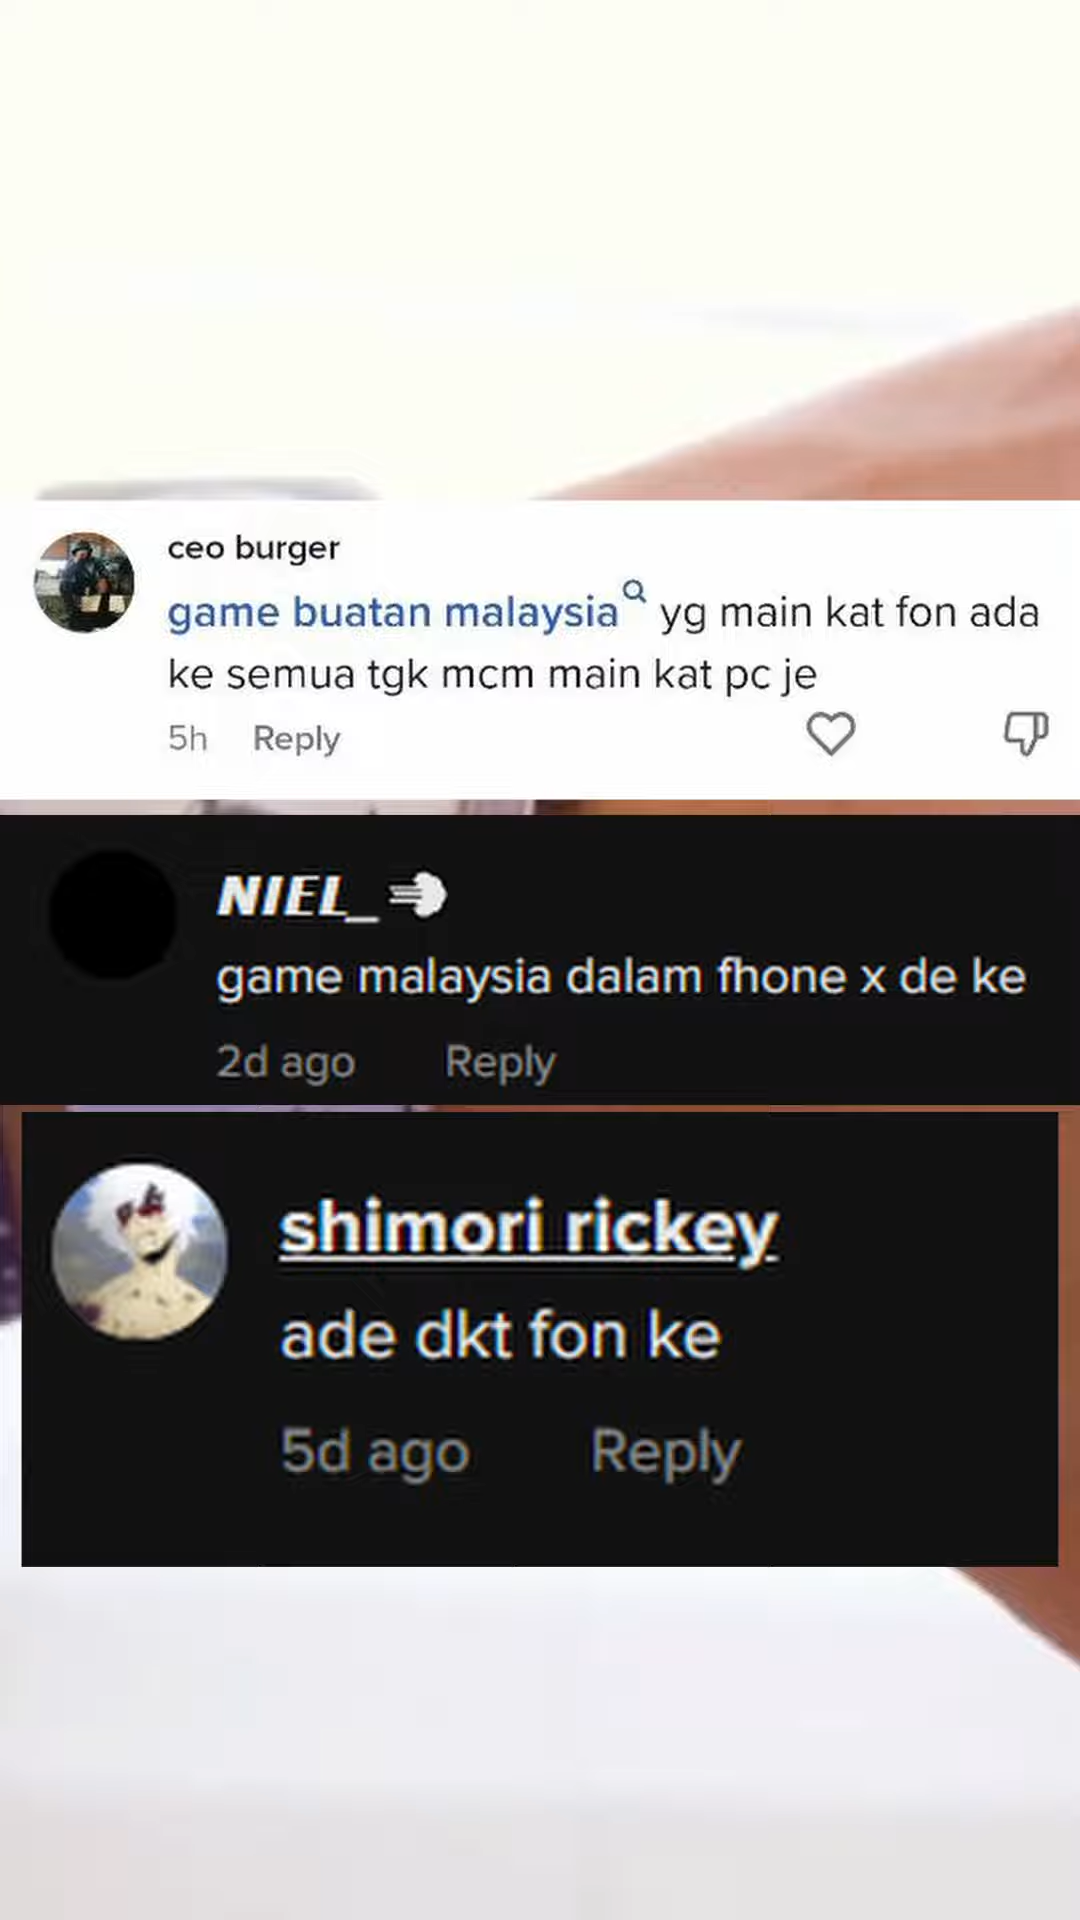 ceo burger
game buatan malaysia yg main kat fon ada
ke semua tgk mcm main kat pc je
5h Reply
NIEL_
game malaysia dalam fhone x de ke
2d ago Reply
shimori rickey
ade dkt fon ke
5d ago Reply